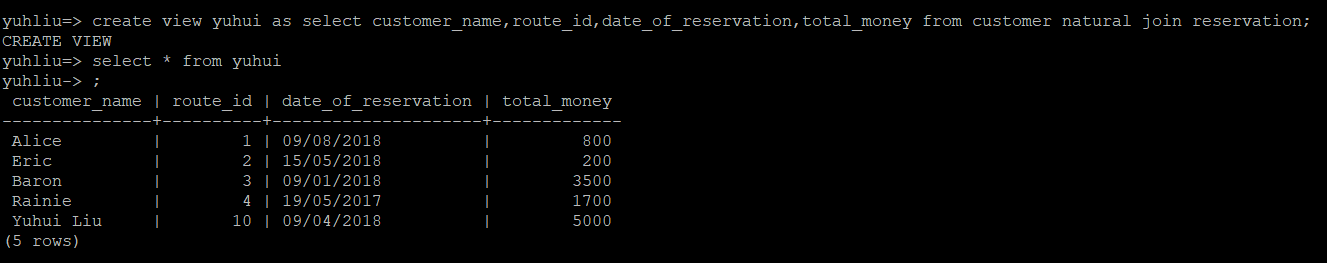 yuhliu=> create view yuhui as select customer_name,route_id,date_of_reservation,total_money from customer natural join reservation;
CREATE VIEW
yuhliu=> select * from yuhui
yuhliu-> ;
 customer_name | route_id | date_of_reservation | total_money
---------------+----------+---------------------+-------------
 Alice         |        1 | 09/08/2018          |         800
 Eric          |        2 | 15/05/2018          |         200
 Baron         |        3 | 09/01/2018          |        3500
 Rainie        |        4 | 19/05/2017          |        1700
 Yuhui Liu     |       10 | 09/04/2018          |        5000
(5 rows)